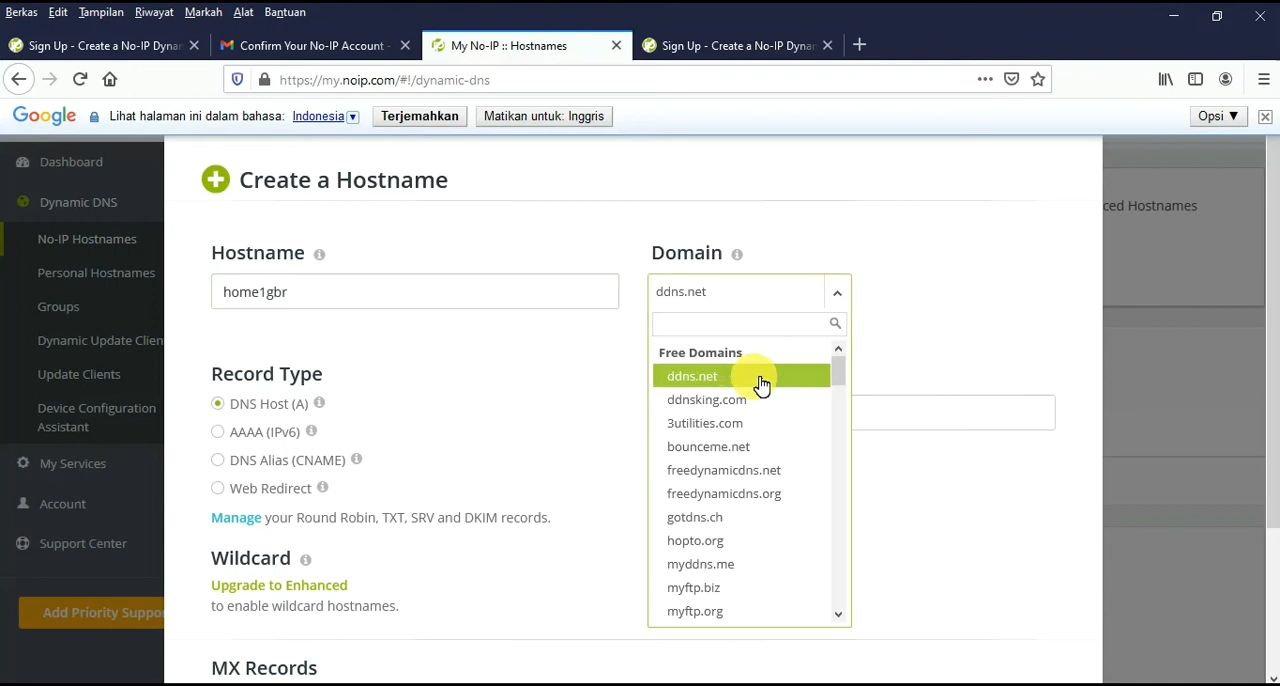 Berkas Edit Tampilan Riwayat Markah Alat Bantuan
Sign Up - Create a No-IP Dyna
Confirm Your No-IP Account -
My No-IP :: Hostnames
Sign Up - Create a No-IP Dyna
https://my.noip.com/#!/dynamic-dns
Google Lihat halaman ini dalam bahasa: Indonesia Terjemahkan Matikan untuk: Inggris Opsi ▼
Dashboard
Dynamic DNS
No-IP Hostnames
Personal Hostnames
Groups
Dynamic Update Clien
Update Clients
Device Configuration
Assistant
My Services
Account
Support Center
Add Priority Suppo
Create a Hostname
Hostname
home1gbr
Record Type
DNS Host (A)
AAAA (IPv6)
DNS Alias (CNAME)
Web Redirect
Manage your Round Robin, TXT, SRV and DKIM records.
Wildcard
Upgrade to Enhanced
to enable wildcard hostnames.
MX Records
Domain
ddns.net
Free Domains
ddns.net
ddnsking.com
3utilities.com
bounceme.net
freedynamicdns.net
freedynamicdns.org
gotdns.ch
hopto.org
myddns.me
myftp.biz
myftp.org
ced Hostnames